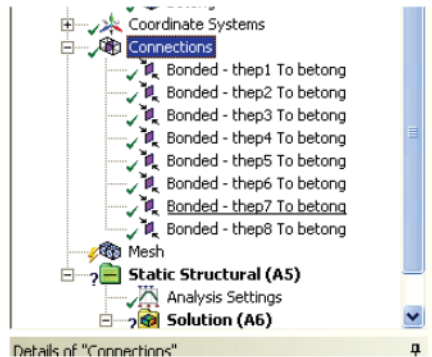 Coordinate Systems
Connections
Bonded - thep1 To betong
Bonded - thep2 To betong
Bonded - thep3 To betong
Bonded - thep4 To betong
Bonded - thep5 To betong
Bonded - thep6 To betong
Bonded - thep7 To betong
Bonded - thep8 To betong
Mesh
Static Structural (A5)
Analysis Settings
Solution (A6)
Details of "Connections"